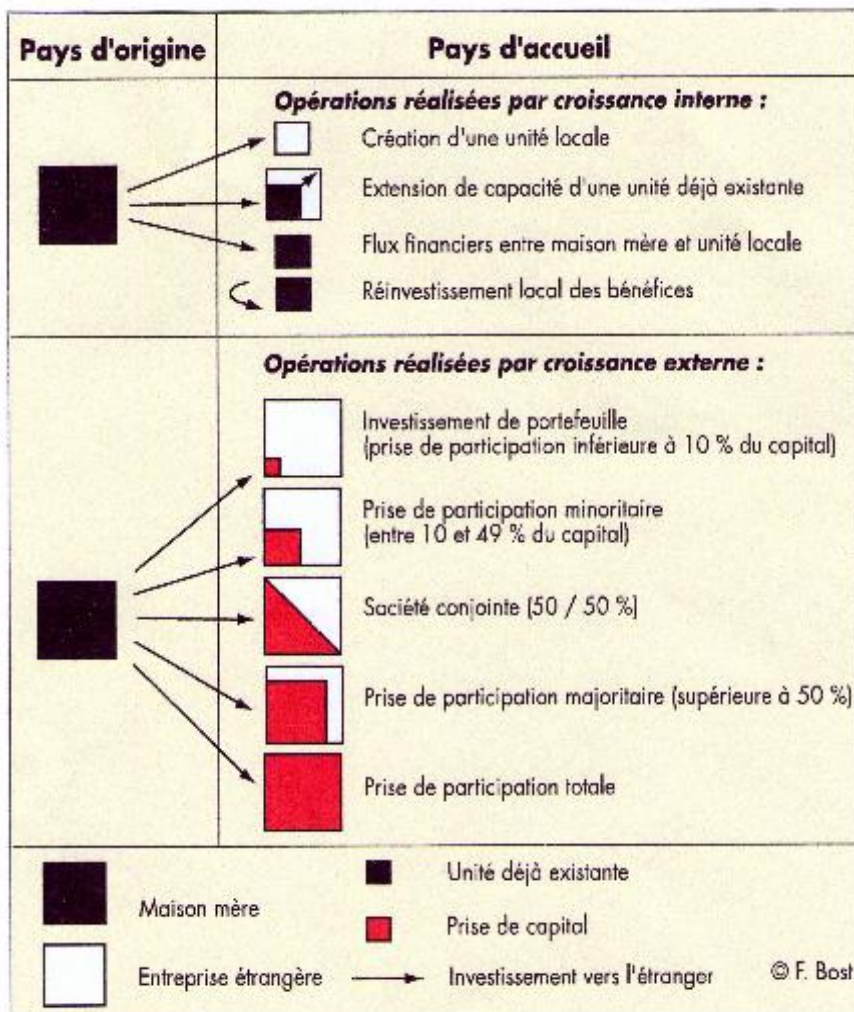 Pays d'origine
Pays d'accueil
Opérations réalisées par croissance interne :
Création d'une unité locale
Extension de capacité d'une unité déjà existante
Flux financiers entre maison mère et unité locale
Réinvestissement local des bénéfices
Opérations réalisées par croissance externe :
Investissement de portefeuille
(prise de participation inférieure à 10 % du capital)
Prise de participation minoritaire
(entre 10 et 49 % du capital)
Société conjointe (50 / 50 %)
Prise de participation majoritaire (supérieure à 50 %)
Prise de participation totale
Maison mère
Unité déjà existante
Prise de capital
Entreprise étrangère
Investissement vers l'étranger
© F. Bost